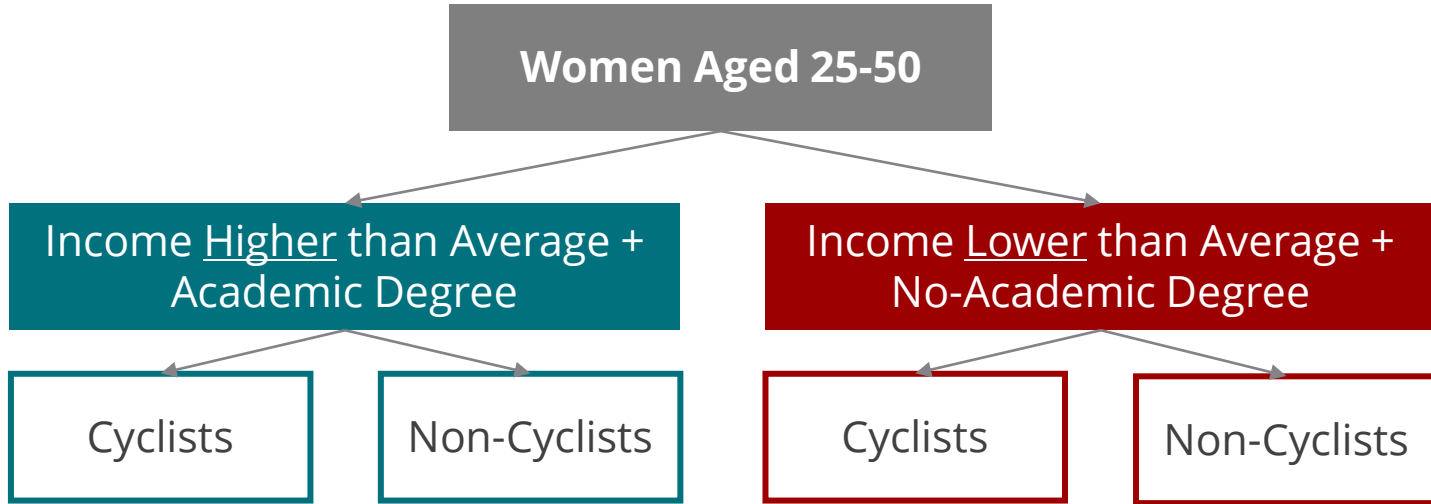 Women Aged 25-50
Income Higher than Average +
Academic Degree
Income Lower than Average +
No-Academic Degree
Cyclists
Non-Cyclists
Cyclists
Non-Cyclists